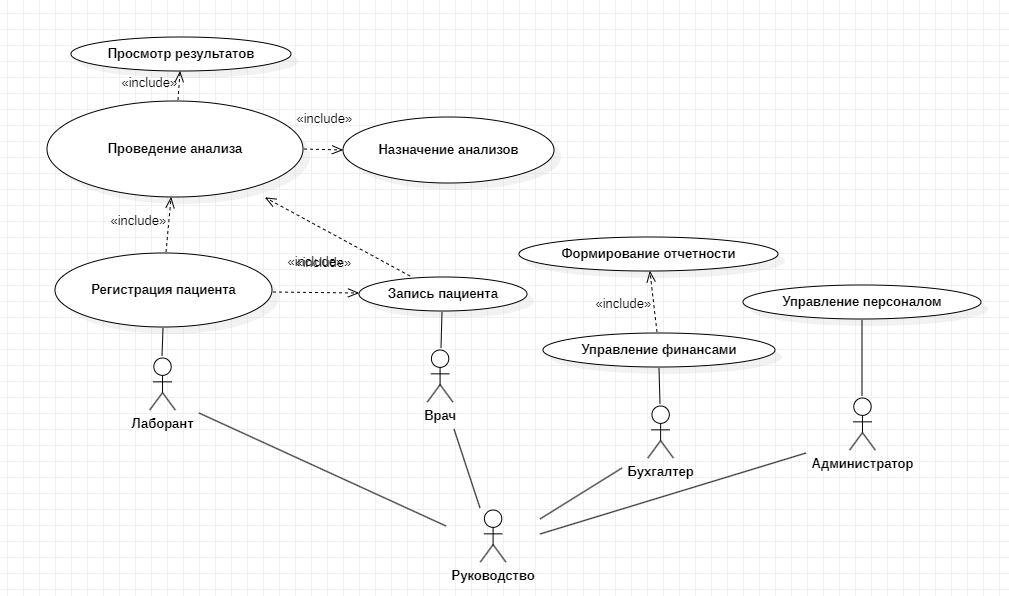 Просмотр результатов
«include»
«include»
Проведение анализа
Назначение анализов
«include»
«include»
«include»
Формирование отчетности
Регистрация пациента
Запись пациента
«include»
Управление персоналом
Управление финансами
Лаборант
Врач
Бухгалтер
Администратор
Руководство